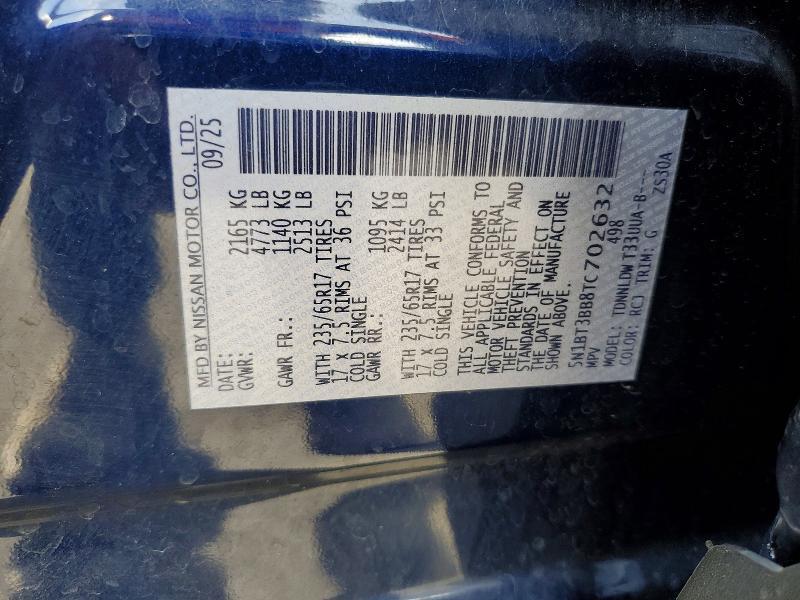 MFD BY NISSAN MOTOR CO., LTD.
DATE: 09/25
GVWR: 2165 KG
4773 LB
GAWR FR.: 1140 KG
2513 LB
WITH 235/65R17 TIRES
17 X 7.5 RIMS AT 36 PSI
COLD SINGLE
GAWR RR.: 1095 KG
2414 LB
WITH 235/65R17 TIRES
17 X 7.5 RIMS AT 33 PSI
COLD SINGLE
THIS VEHICLE CONFORMS TO
ALL APPLICABLE FEDERAL
MOTOR VEHICLE SAFETY AND
THEFT PREVENTION
STANDARDS IN EFFECT ON
THE DATE OF MANUFACTURE
SHOWN ABOVE.
5N1BT3BB8TC702632
MPV 498
MODEL: TDNNLDWT33UUA-B----
COLOR: RCJ TRIM: G ZS30A